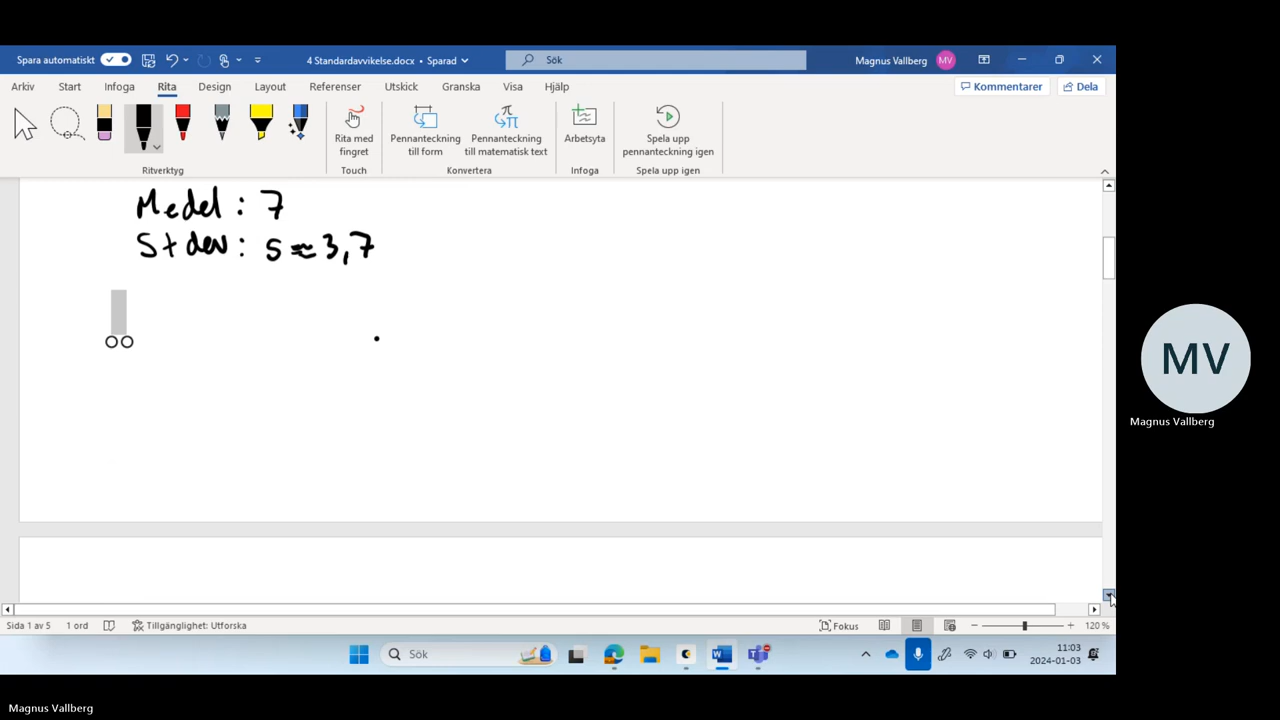 Spara automatiskt
4 Standardavvikelse.docx • Sparad
Sök
Magnus Vallberg
MV
Arkiv Start Infoga Rita Design Layout Referenser Utskick Granska Visa Hjälp
Kommentarer Dela
Rita med fingret
Pennanteckning till form
Pennanteckning till matematisk text
Arbetsyta
Spela upp pennanteckning igen
Ritverktyg Touch Konvertera Infoga Spela upp igen
Medel : 7
Stdev : s ≈ 3,7
MV
Magnus Vallberg
Sida 1 av 5 1 ord Tillgänglighet: Utforska
Fokus
120 %
Sök
11:03
2024-01-03
Magnus Vallberg